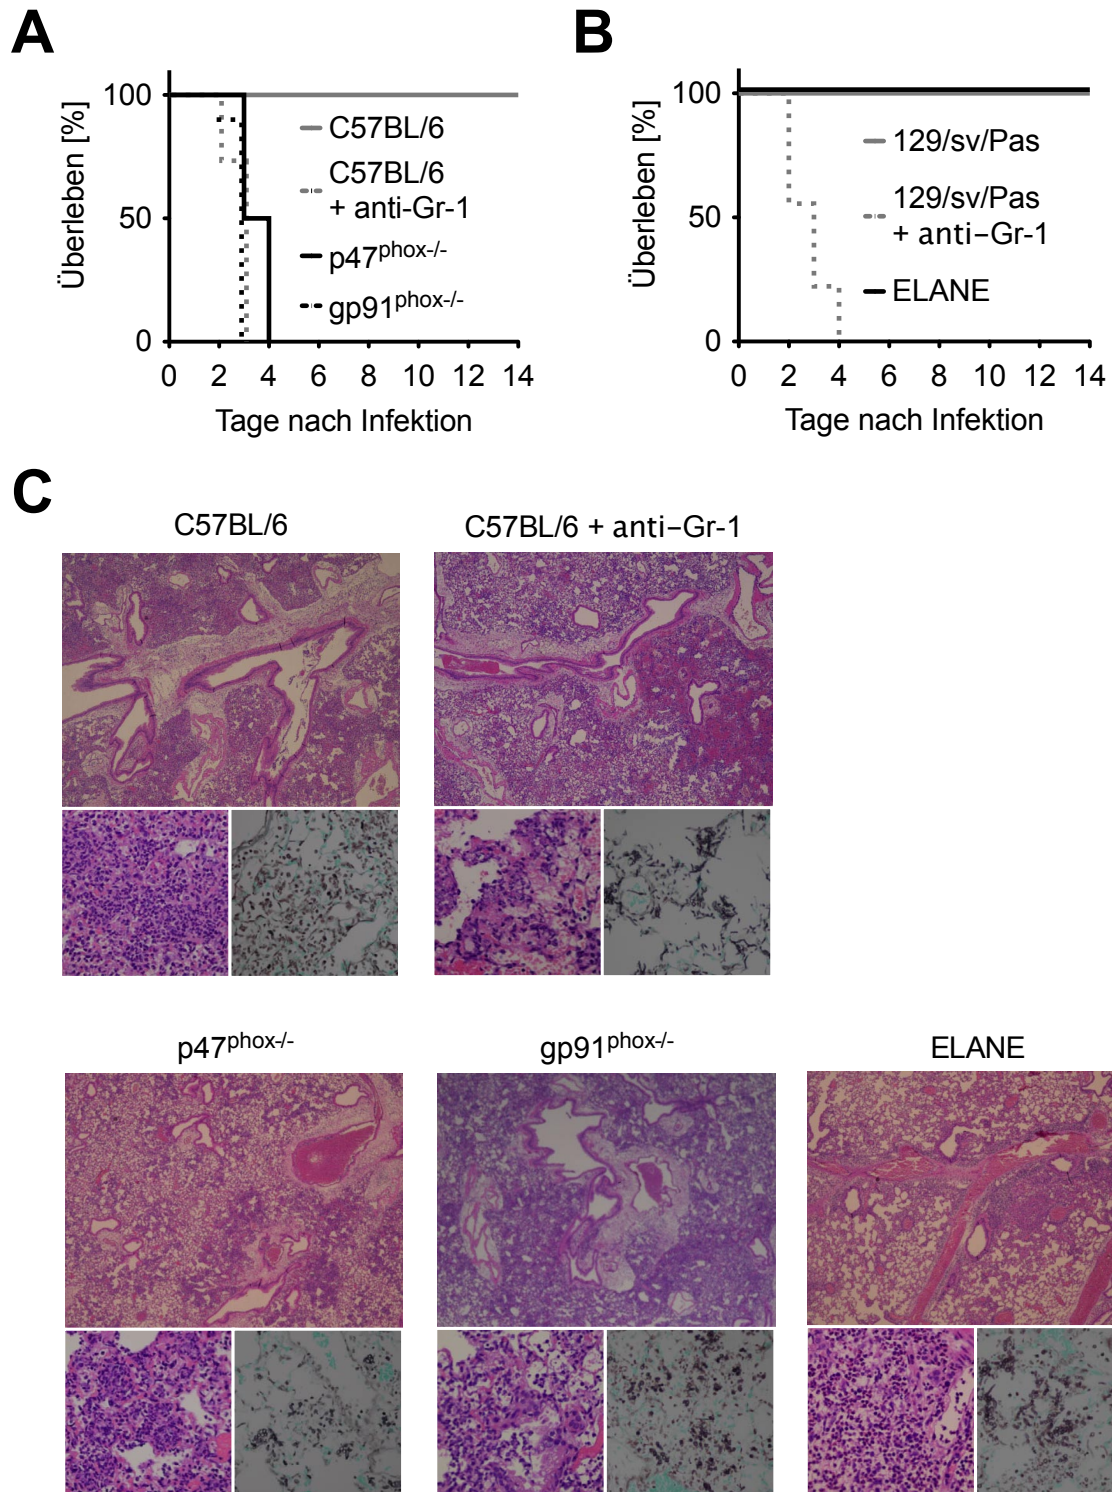 A
Überleben [%]
100
50
0
0 2 4 6 8 10 12 14
Tage nach Infektion
C57BL/6
C57BL/6
+ anti-Gr-1
p47phox-/-
gp91phox-/-
B
Überleben [%]
100
50
0
0 2 4 6 8 10 12 14
Tage nach Infektion
129/sv/Pas
129/sv/Pas
+ anti–Gr-1
ELANE
C
C57BL/6
C57BL/6 + anti–Gr-1
p47phox-/-
gp91phox-/-
ELANE